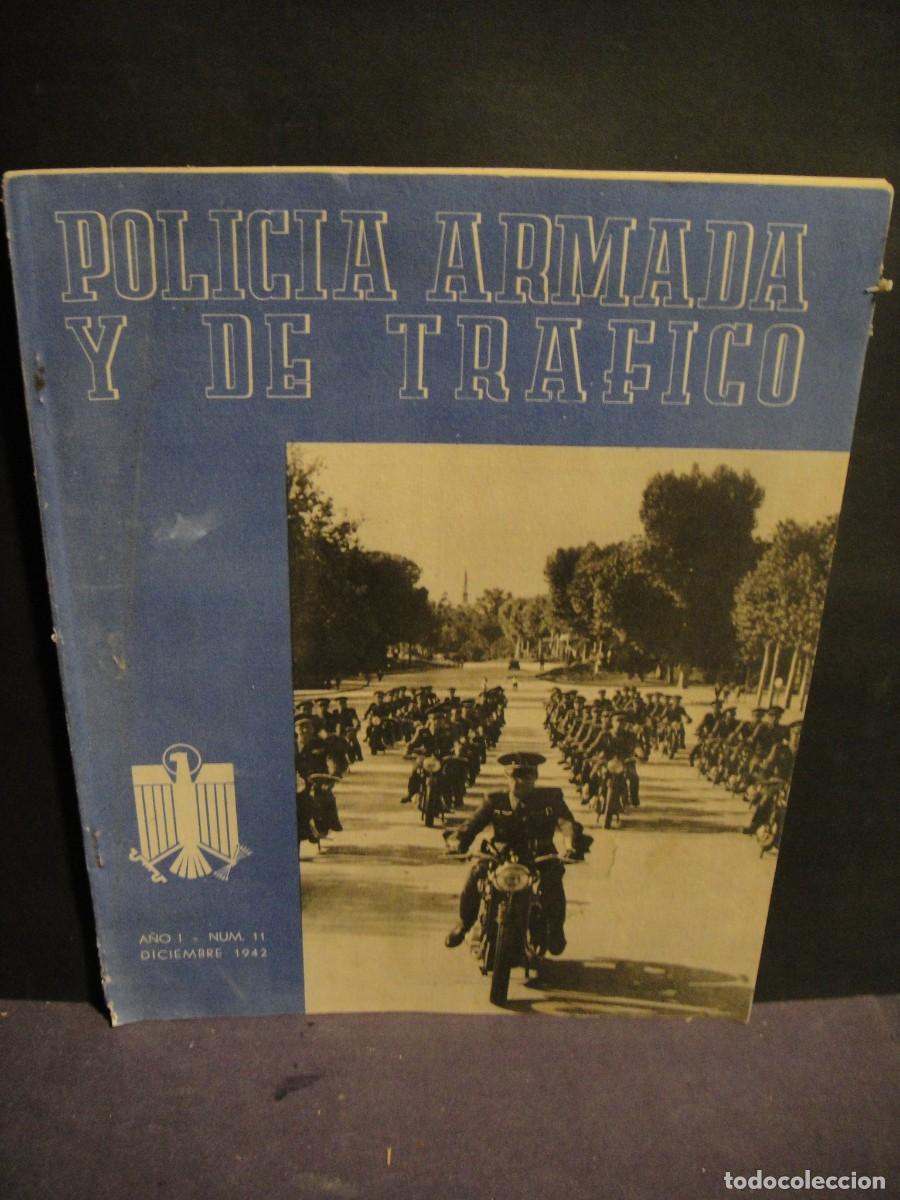 POLICIA ARMADA
Y DE TRAFICO
AÑO I - NUM. 11
DICIEMBRE 1942
todocoleccion